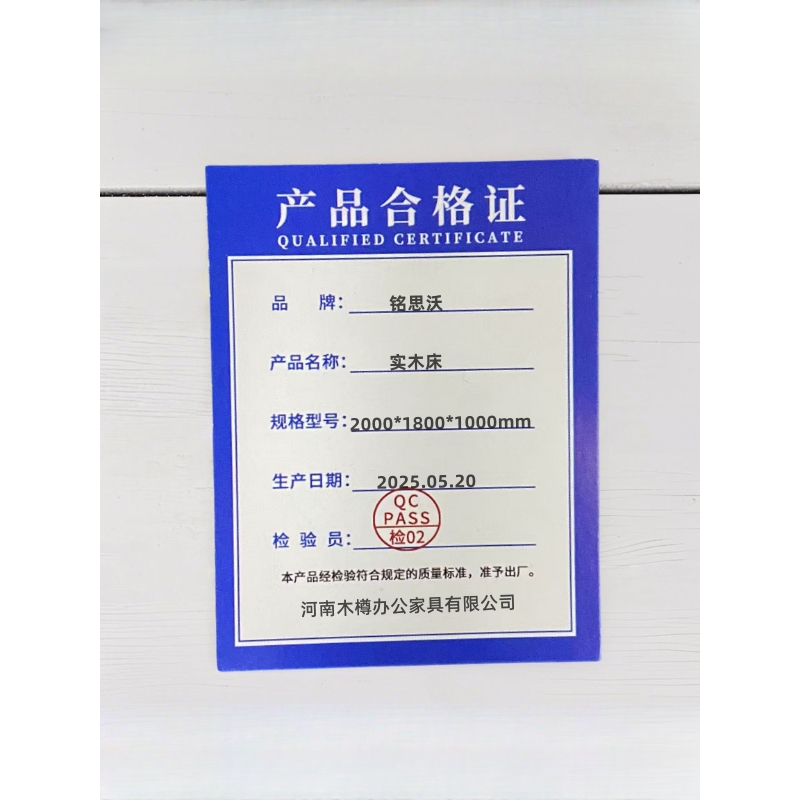 产品合格证
QUALIFIED CERTIFICATE
品 牌： 铭思沃
产品名称： 实木床
规格型号： 2000*1800*1000mm
生产日期： 2025.05.20
QC
PASS
检 验 员： 检02
本产品经检验符合规定的质量标准，准予出厂。
河南木樽办公家具有限公司